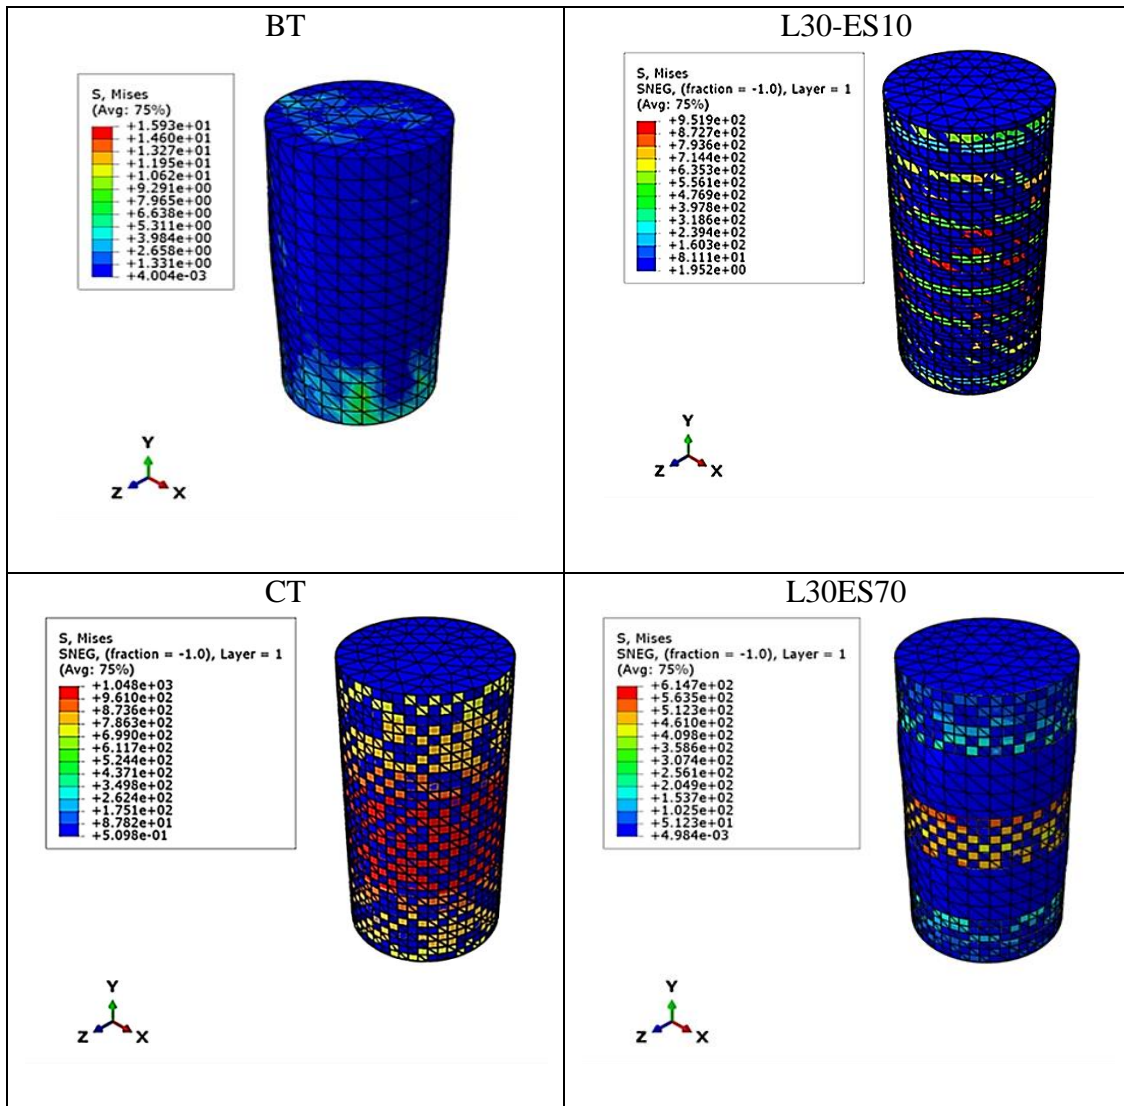 BT
S, Mises
(Avg: 75%)
+1.593e+01
+1.460e+01
+1.327e+01
+1.195e+01
+1.062e+01
+9.291e+00
+7.965e+00
+6.638e+00
+5.311e+00
+3.984e+00
+2.658e+00
+1.331e+00
+4.004e-03
Y
Z
X
L30-ES10
S, Mises
SNEG, (fraction = -1.0), Layer = 1
(Avg: 75%)
+9.519e+02
+8.727e+02
+7.936e+02
+7.144e+02
+6.353e+02
+5.561e+02
+4.769e+02
+3.978e+02
+3.186e+02
+2.394e+02
+1.603e+02
+8.111e+01
+1.952e+00
Y
Z
X
CT
S, Mises
SNEG, (fraction = -1.0), Layer = 1
(Avg: 75%)
+1.048e+03
+9.610e+02
+8.736e+02
+7.863e+02
+6.990e+02
+6.117e+02
+5.244e+02
+4.371e+02
+3.498e+02
+2.624e+02
+1.751e+02
+8.782e+01
+5.098e-01
Y
Z
X
L30ES70
S, Mises
SNEG, (fraction = -1.0), Layer = 1
(Avg: 75%)
+6.147e+02
+5.635e+02
+5.123e+02
+4.610e+02
+4.098e+02
+3.586e+02
+3.074e+02
+2.561e+02
+2.049e+02
+1.537e+02
+1.025e+02
+5.123e+01
+4.984e-03
Y
Z
X